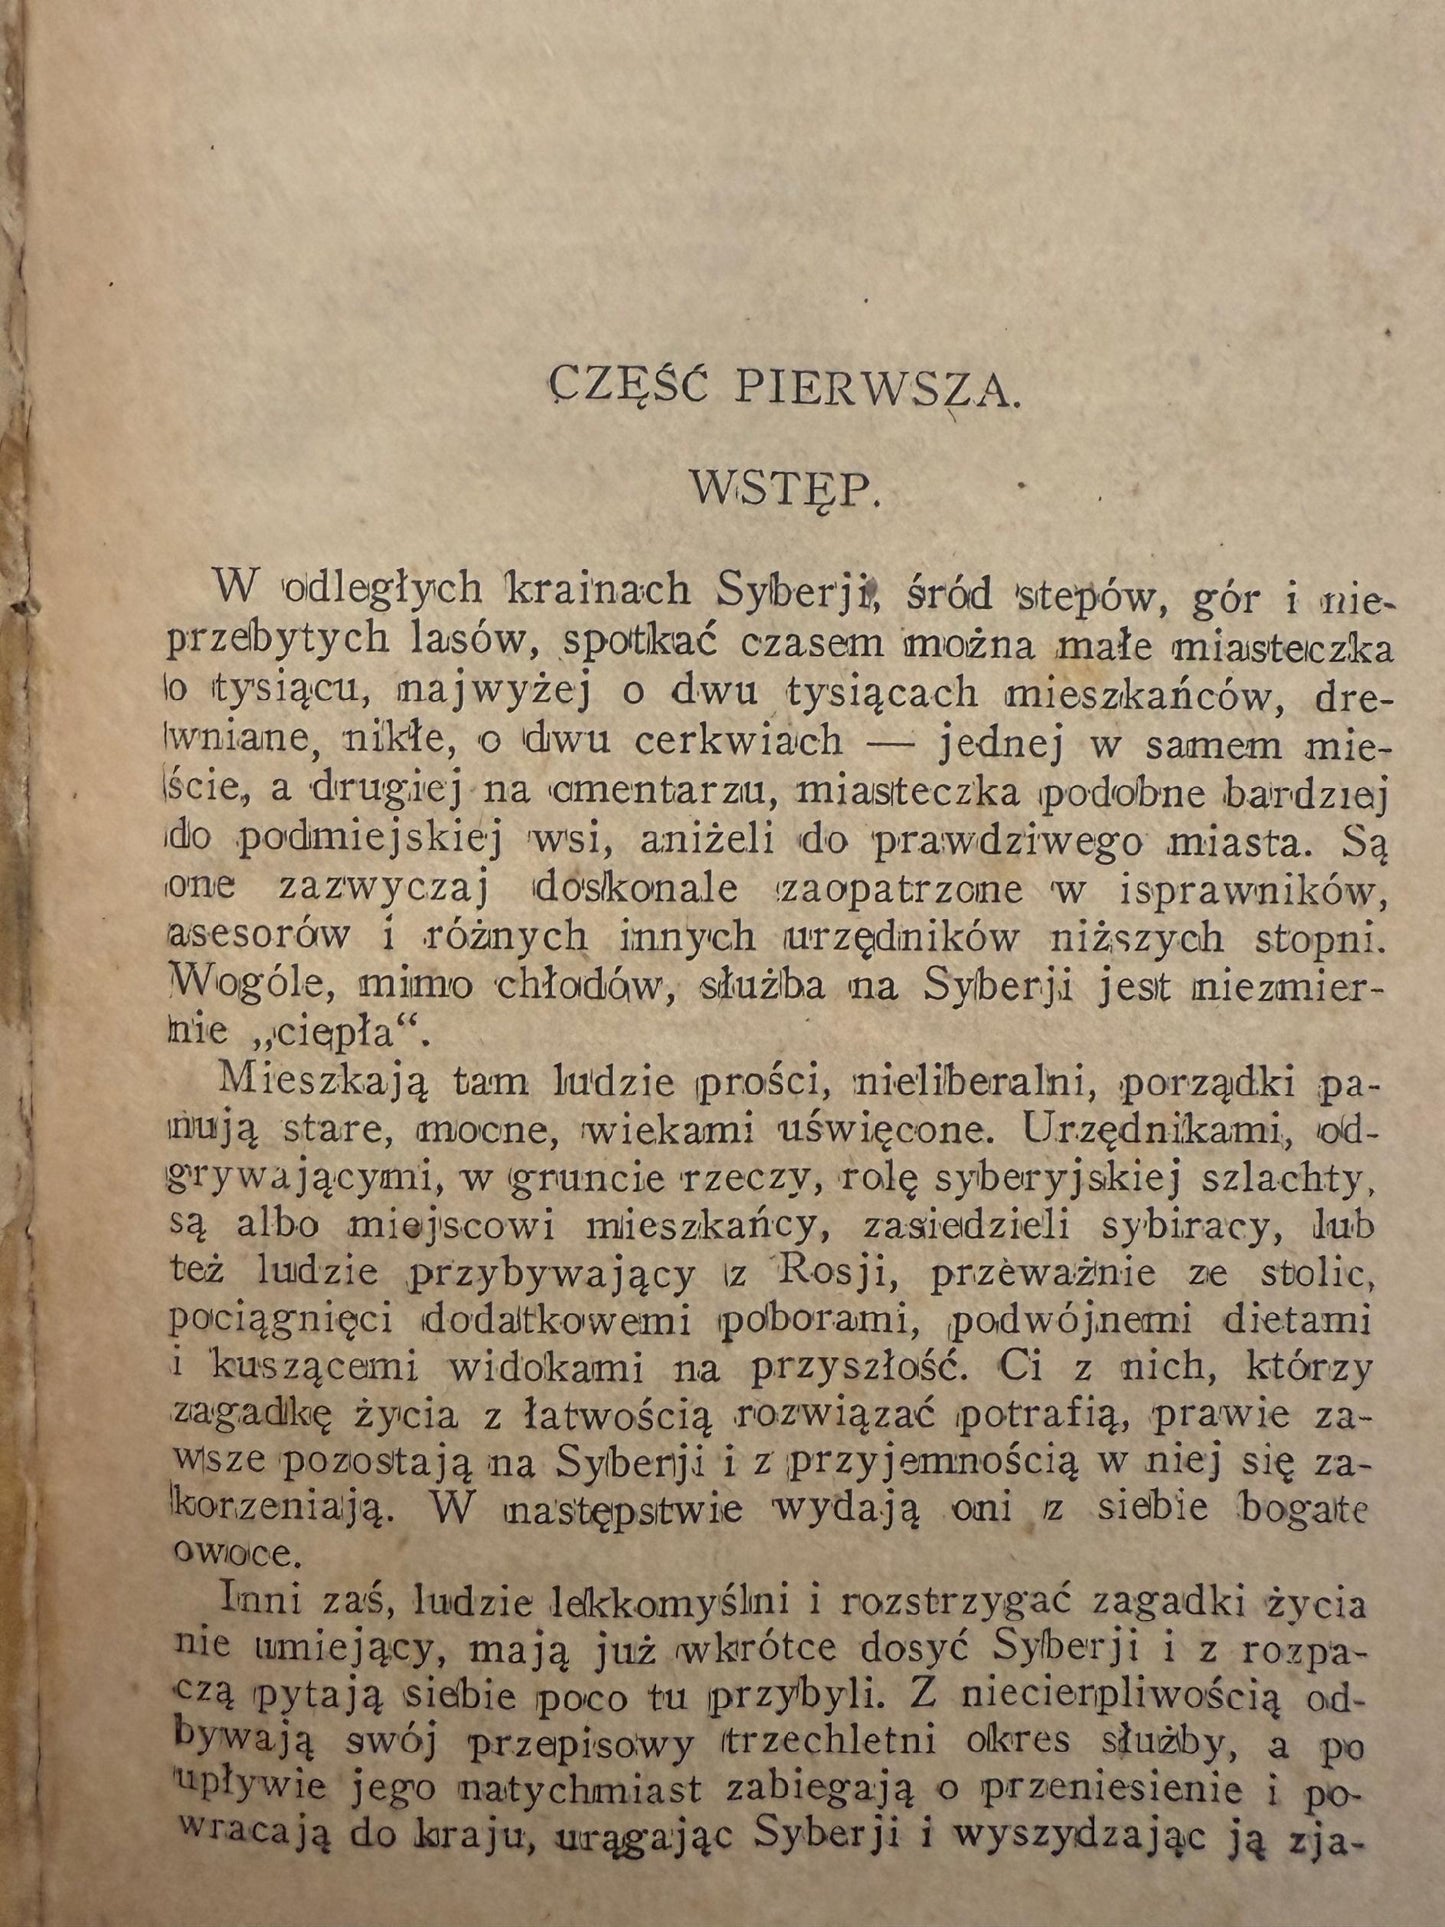 CZĘŚĆ PIERWSZA.
WSTĘP.
W odległych krainach Syberji, śród stepów, gór i nie-
przebytych lasów, spotkać czasem można małe miasteczka
o tysiącu, najwyżej o dwu tysiącach mieszkańców, dre-
wniane, nikłe, o dwu cerkwiach — jednej w samem mie-
ście, a drugiej na cmentarzu, miasteczka podobne bardziej
do podmiejskiej wsi, aniżeli do prawdziwego miasta. Są
one zazwyczaj doskonale zaopatrzone w isprawników,
asesorów i różnych innych urzędników niższych stopni.
Wogóle, mimo chłodów, służba na Syberji jest niezmier-
nie „ciepła“.
Mieszkają tam ludzie prości, nieliberalni, porządki pa-
nują stare, mocne, wiekami uświęcone. Urzędnikami, od-
grywającymi, w gruncie rzeczy, rolę syberyjskiej szlachty,
są albo miejscowi mieszkańcy, zasiedzieli sybiracy, lub
też ludzie przybywający z Rosji, przeważnie ze stolic,
pociągnięci dodatkowemi poborami, podwójnemi dietami
i kuszącemi widokami na przyszłość. Ci z nich, którzy
zagadkę życia z łatwością rozwiązać potrafią, prawie za-
wsze pozostają na Syberji i z przyjemnością w niej się za-
korzeniają. W następstwie wydają oni z siebie bogate
owoce.
Inni zaś, ludzie lekkomyślni i rozstrzygać zagadki życia
nie umiejący, mają już wkrótce dosyć Syberji i z rozpa-
czą pytają siebie poco tu przybyli. Z niecierpliwością od-
bywają swój przepisowy trzechletni okres służby, a po
upływie jego natychmiast zabiegają o przeniesienie i po-
wracają do kraju, urągając Syberji i wyszydzając ją zja-